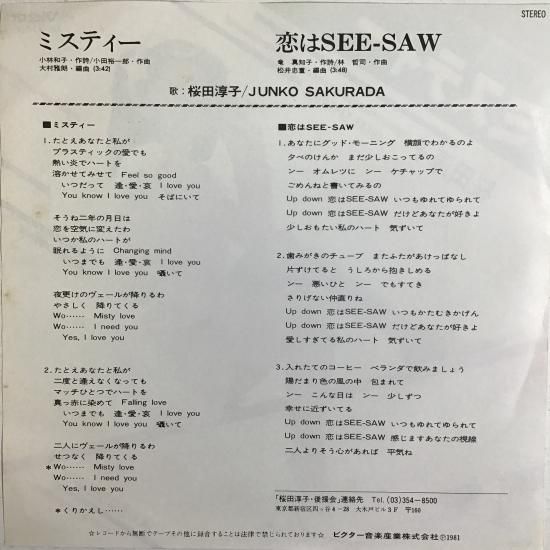 STEREO
ミスティー
小林和子・作詩/小田裕一郎・作曲
大村雅朗・編曲 (3:42)
恋はSEE-SAW
竜 真知子・作詩/林 哲司・作曲
松井忠重・編曲 (3:48)
歌:桜田淳子/JUNKO SAKURADA
■ミスティー
1. たとえあなたと私が
プラスティックの愛でも
熱い炎でハートを
溶かせてみせて Feel so good
いつだって 逢・愛・哀 I love you
You know I love you そばにいて
そうね二年の月日は
恋を空気に変えたわ
いつか私のハートが
眠れるように Changing mind
いつまでも 逢・愛・哀 I love you
You know I love you 囁いて
夜更けのヴェールが降りるわ
やさしく 降りてくる
Wo…… Misty love
Wo…… I need you
Yes, I love you
2. たとえあなたと私が
二度と逢えなくなっても
マッチひとつでハートを
真っ赤に染めて Falling love
いつまでも 逢・愛・哀 I love you
You know I love you 囁いて
二人にヴェールが降りるわ
せつなく 降りてくる
*Wo…… Misty love
Wo…… I need you
Yes, I love you
*くりかえし……
■恋はSEE-SAW
1. あなたにグッド・モーニング 横顔でわかるのよ
夕べのけんか まだ少しおこってるの
ンー オムレツに ンー ケチャップで
ごめんねと書いてみるの
Up down 恋はSEE-SAW いつもゆれてゆられて
Up down 恋はSEE-SAW だけどあなたが好きよ
少しおもたい私のハート 気ずいて
2. 歯みがきのチューブ またふたがあけっぱなし
片ずけてると うしろから抱きしめる
ンー 悪いひと ンー でもすてき
さりげない仲直りね
Up down 恋はSEE-SAW いつもかたむきかげん
Up down 恋はSEE-SAW だけどあなたが好きよ
愛しすぎてる私のハート 気ずいて
3. 入れたてのコーヒー ベランダで飲みましょう
陽だまり色の風の中 包まれて
ンー こんな日は ンー 少しずつ
幸せに近ずいてる
Up down 恋はSEE-SAW いつもゆれてゆられて
Up down 恋はSEE-SAW 感じますあなたの視線
二人よりそう心があれば 平気ね
「桜田淳子・後援会」連絡先 Tel. (03)354-8500
東京都新宿区四ッ谷4-28 大木戸ビル3F 〒160
☆レコードから無断でテープその他に録音することは法律で禁じられております。☆
ビクター音楽産業株式会社Ⓟ1981